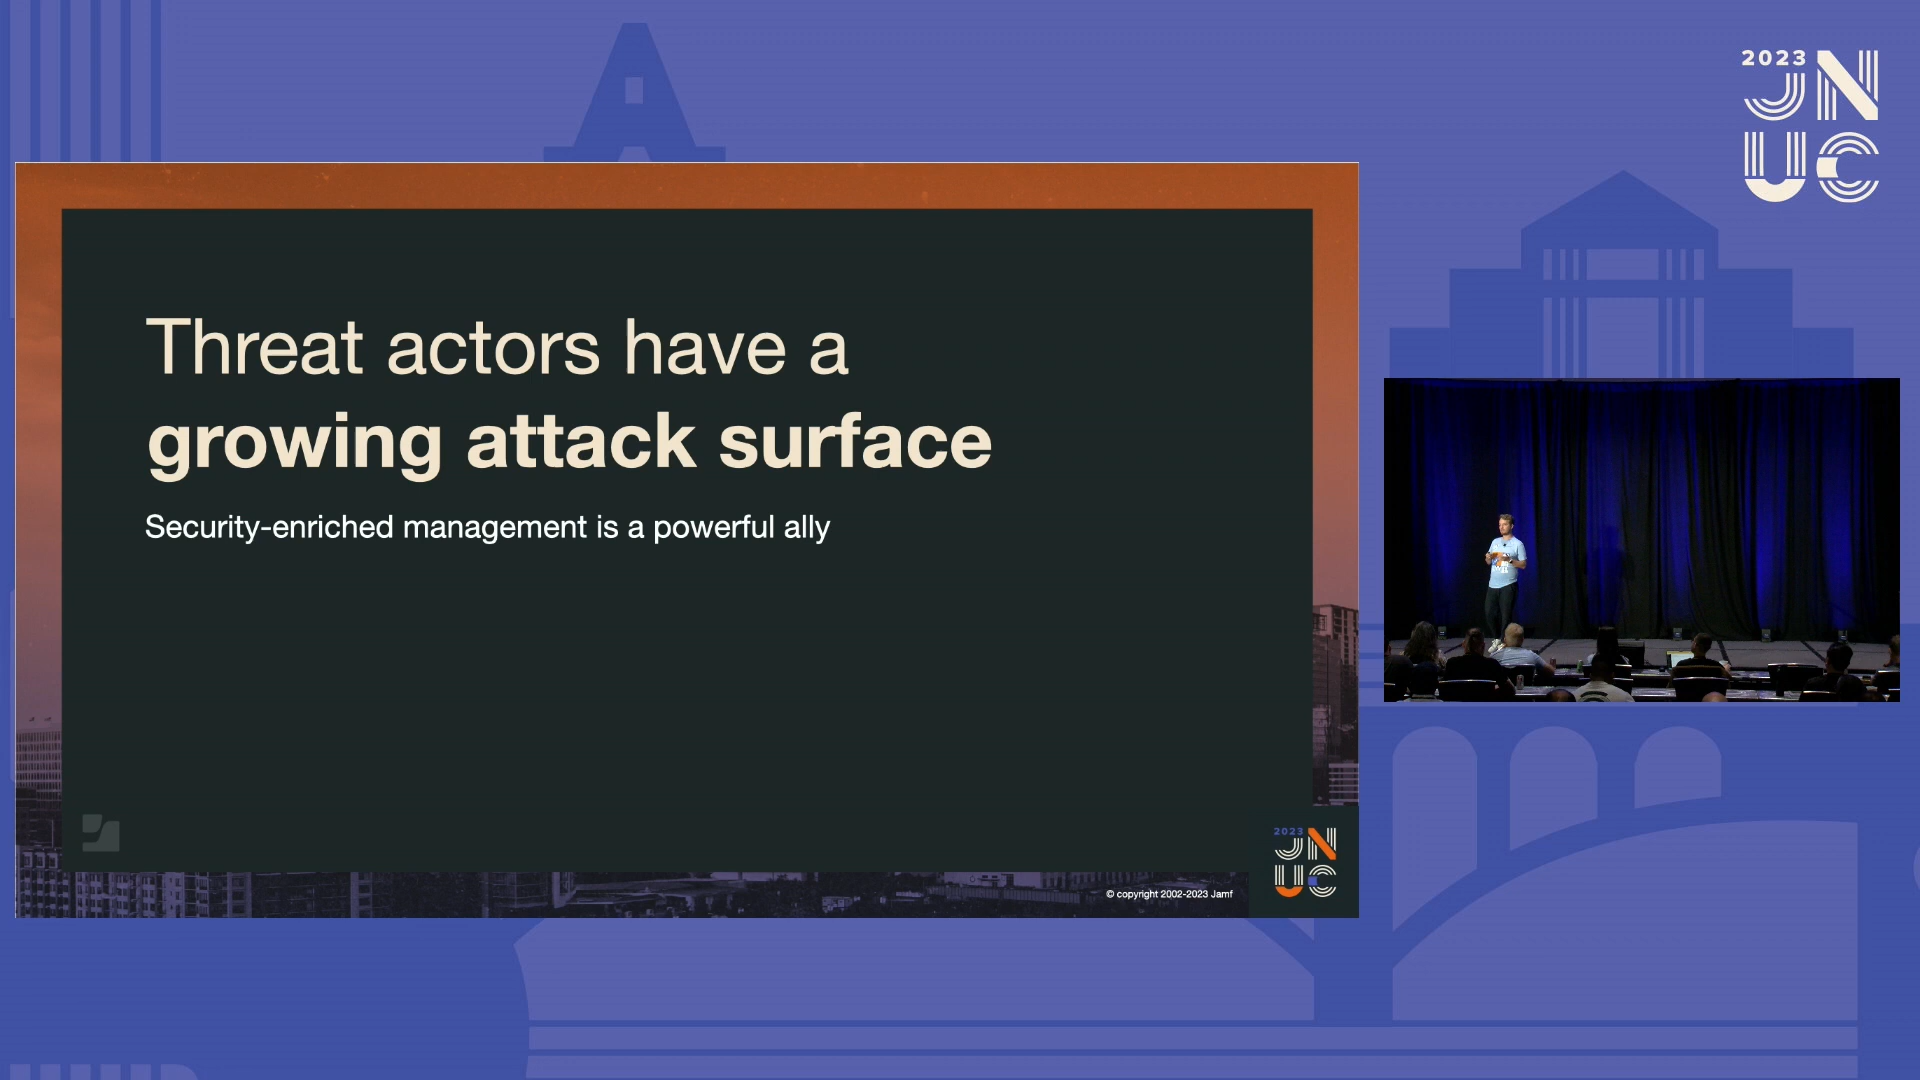 2023
JN
UC
Threat actors have a
growing attack surface
Security-enriched management is a powerful ally
© copyright 2002-2023 Jamf
2023
JN
UC